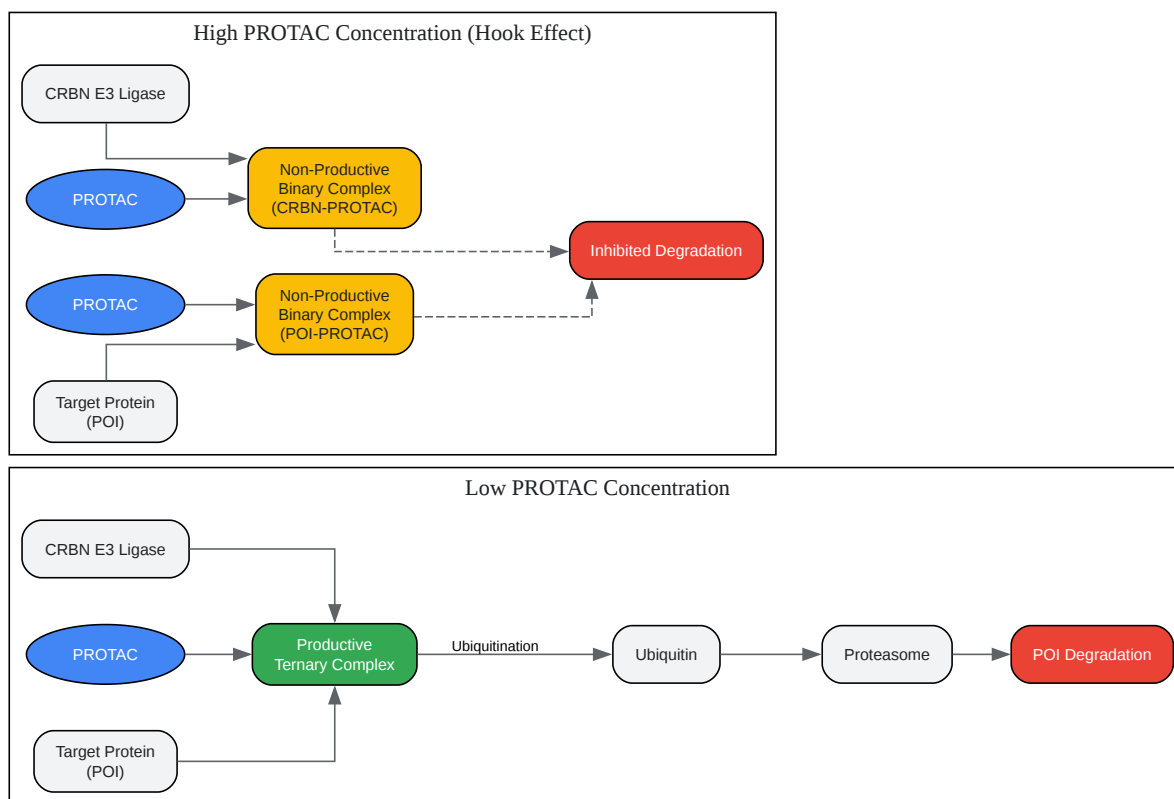 High PROTAC Concentration (Hook Effect)
CRBN E3 Ligase
PROTAC
Non-Productive
Binary Complex
(CRBN-PROTAC)
Inhibited Degradation
PROTAC
Non-Productive
Binary Complex
(POI-PROTAC)
Target Protein
(POI)
Low PROTAC Concentration
CRBN E3 Ligase
PROTAC
Productive
Ternary Complex
Ubiquitination
Ubiquitin
Proteasome
POI Degradation
Target Protein
(POI)